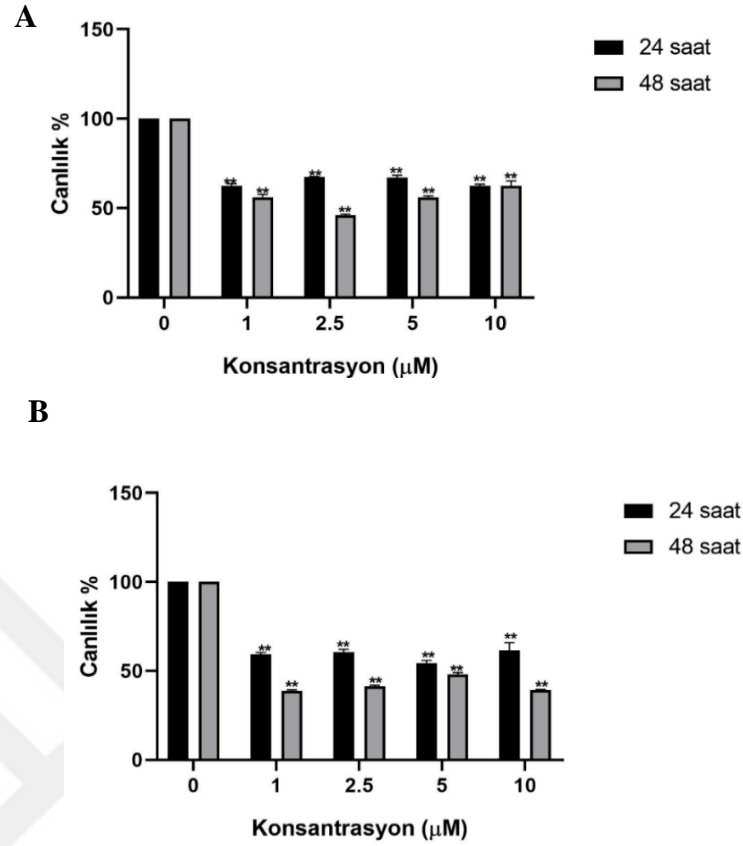 A
150
100
50
0
Canlılık %
** ** ** ** ** ** ** **
0 1 2.5 5 10
Konsantrasyon (µM)
24 saat
48 saat
B
150
100
50
0
Canlılık %
** ** ** ** ** ** ** **
0 1 2.5 5 10
Konsantrasyon (µM)
24 saat
48 saat